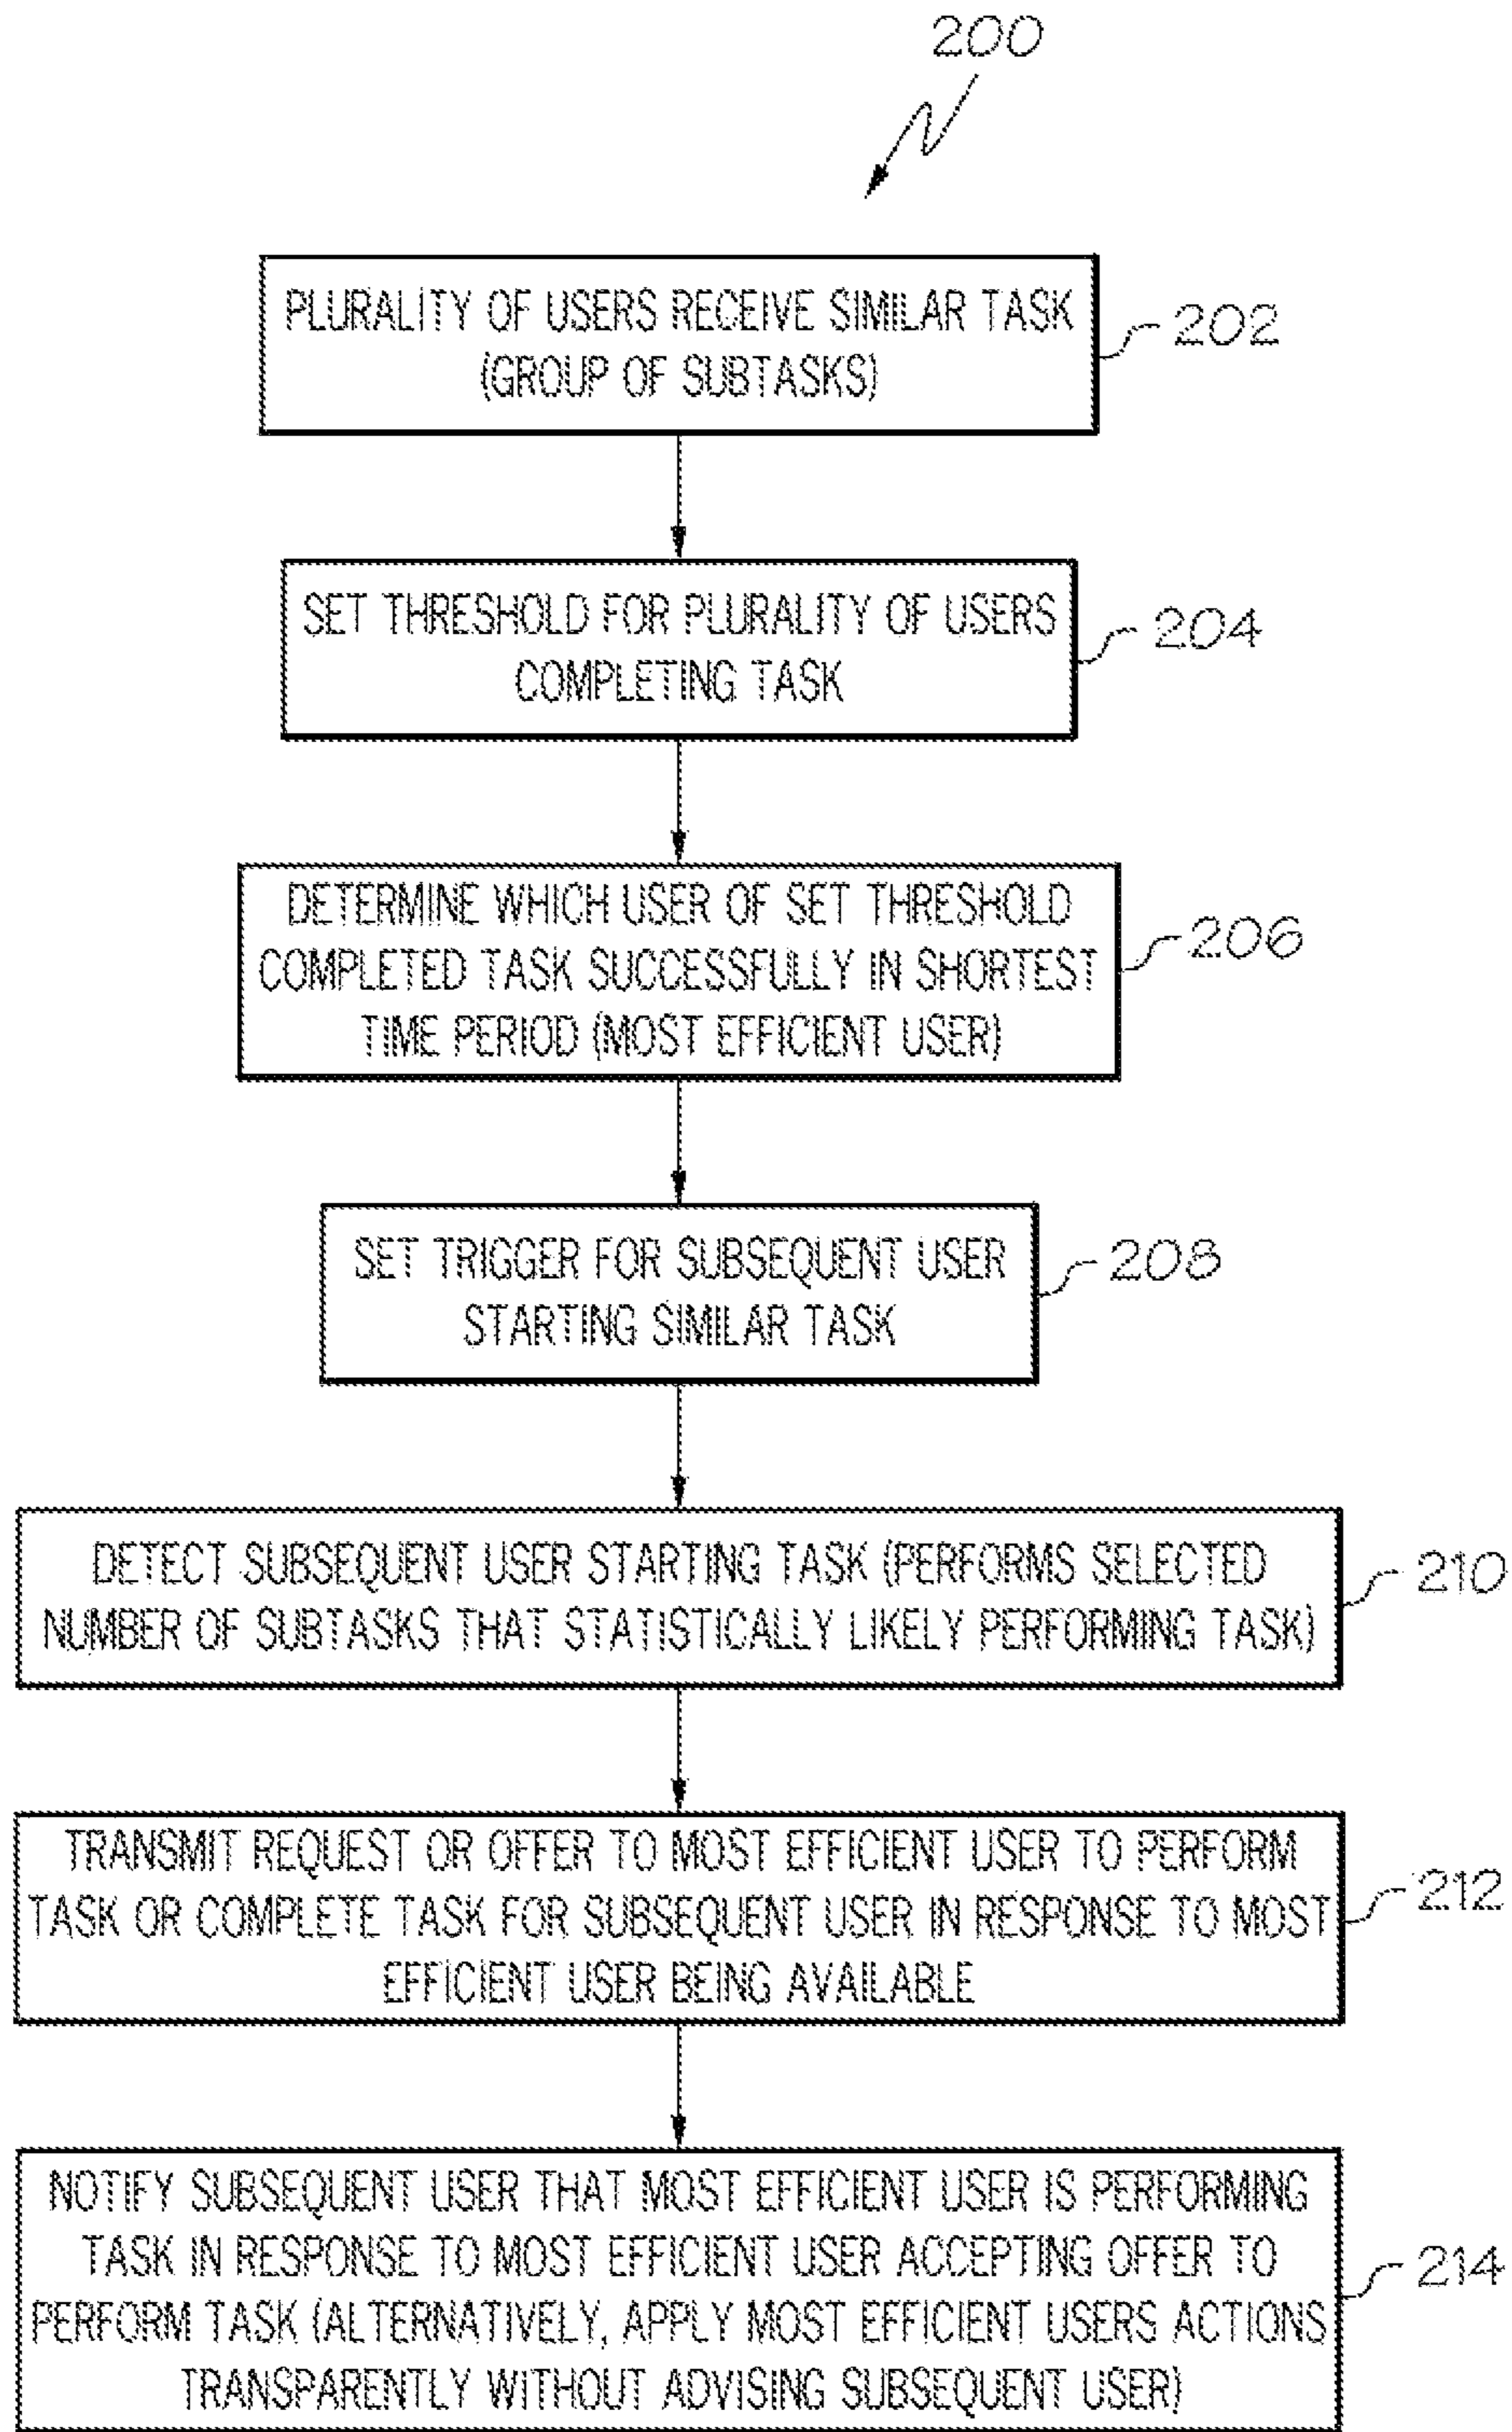 200
PLURALITY OF USERS RECEIVE SIMILAR TASK
(GROUP OF SUBTASKS)
202
SET THRESHOLD FOR PLURALITY OF USERS
COMPLETING TASK
204
DETERMINE WHICH USER OF SET THRESHOLD
COMPLETED TASK SUCCESSFULLY IN SHORTEST
TIME PERIOD (MOST EFFICIENT USER)
206
SET TRIGGER FOR SUBSEQUENT USER
STARTING SIMILAR TASK
208
DETECT SUBSEQUENT USER STARTING TASK (PERFORMS SELECTED
NUMBER OF SUBTASKS THAT STATISTICALLY LIKELY PERFORMING TASK)
210
TRANSMIT REQUEST OR OFFER TO MOST EFFICIENT USER TO PERFORM
TASK OR COMPLETE TASK FOR SUBSEQUENT USER IN RESPONSE TO MOST
EFFICIENT USER BEING AVAILABLE
212
NOTIFY SUBSEQUENT USER THAT MOST EFFICIENT USER IS PERFORMING
TASK IN RESPONSE TO MOST EFFICIENT USER ACCEPTING OFFER TO
PERFORM TASK (ALTERNATIVELY, APPLY MOST EFFICIENT USERS ACTIONS
TRANSPARENTLY WITHOUT ADVISING SUBSEQUENT USER)
214